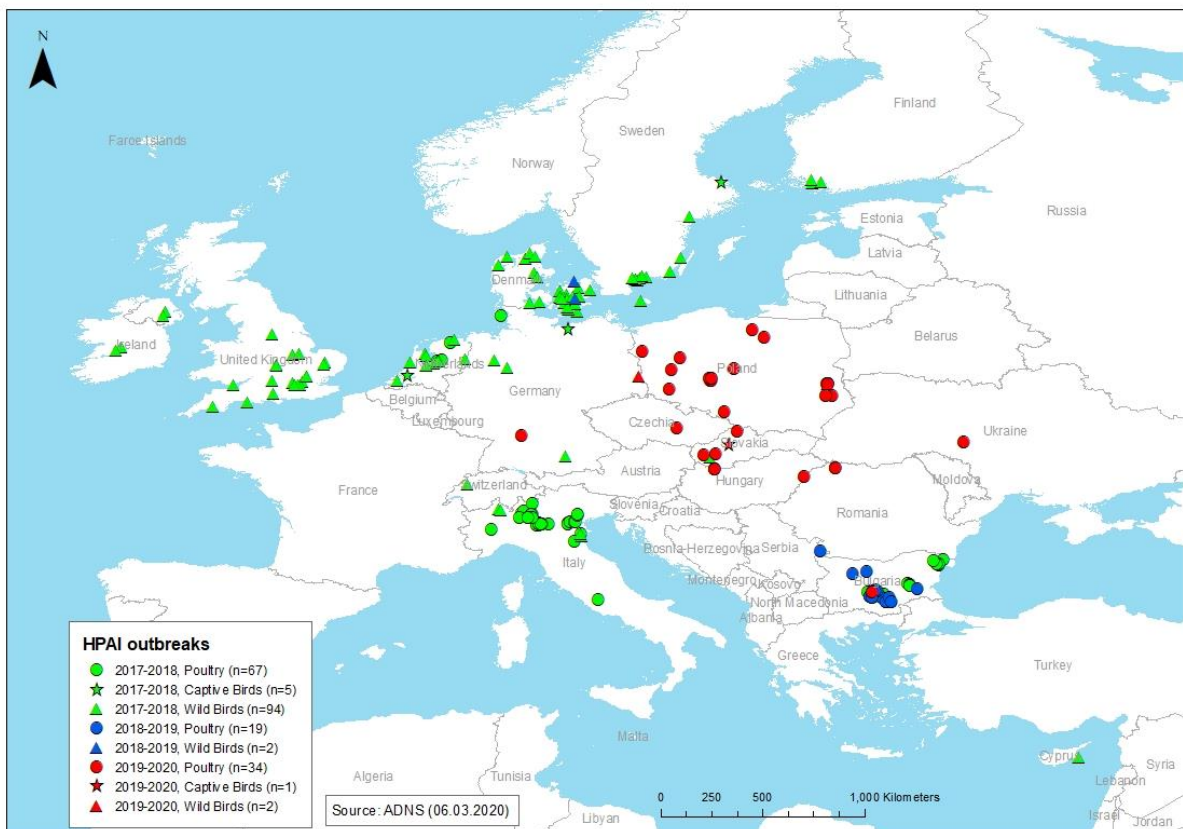 N
Finland
Sweden
Faroe Islands
Norway
Russia
Estonia
Latvia
Denmark
Lithuania
Belarus
Ireland
United Kingdom
Netherlands
Poland
Germany
Belgium
Luxembourg
Czechia
Ukraine
Slovakia
Austria
France
Switzerland
Hungary
Moldova
Slovenia
Croatia
Romania
Bosnia-Herzegovina
Serbia
Italy
Montenegro
Kosovo
Bulgaria
North Macedonia
Albania
Greece
Turkey
HPAI outbreaks
2017-2018, Poultry (n=67)
2017-2018, Captive Birds (n=5)
2017-2018, Wild Birds (n=94)
2018-2019, Poultry (n=19)
2018-2019, Wild Birds (n=2)
2019-2020, Poultry (n=34)
2019-2020, Captive Birds (n=1)
2019-2020, Wild Birds (n=2)
Malta
Cyprus
Syria
Lebanon
Algeria
Tunisia
Source: ADNS (06.03.2020)
0 250 500 1,000 Kilometers
Libyan
Israel
Jordan